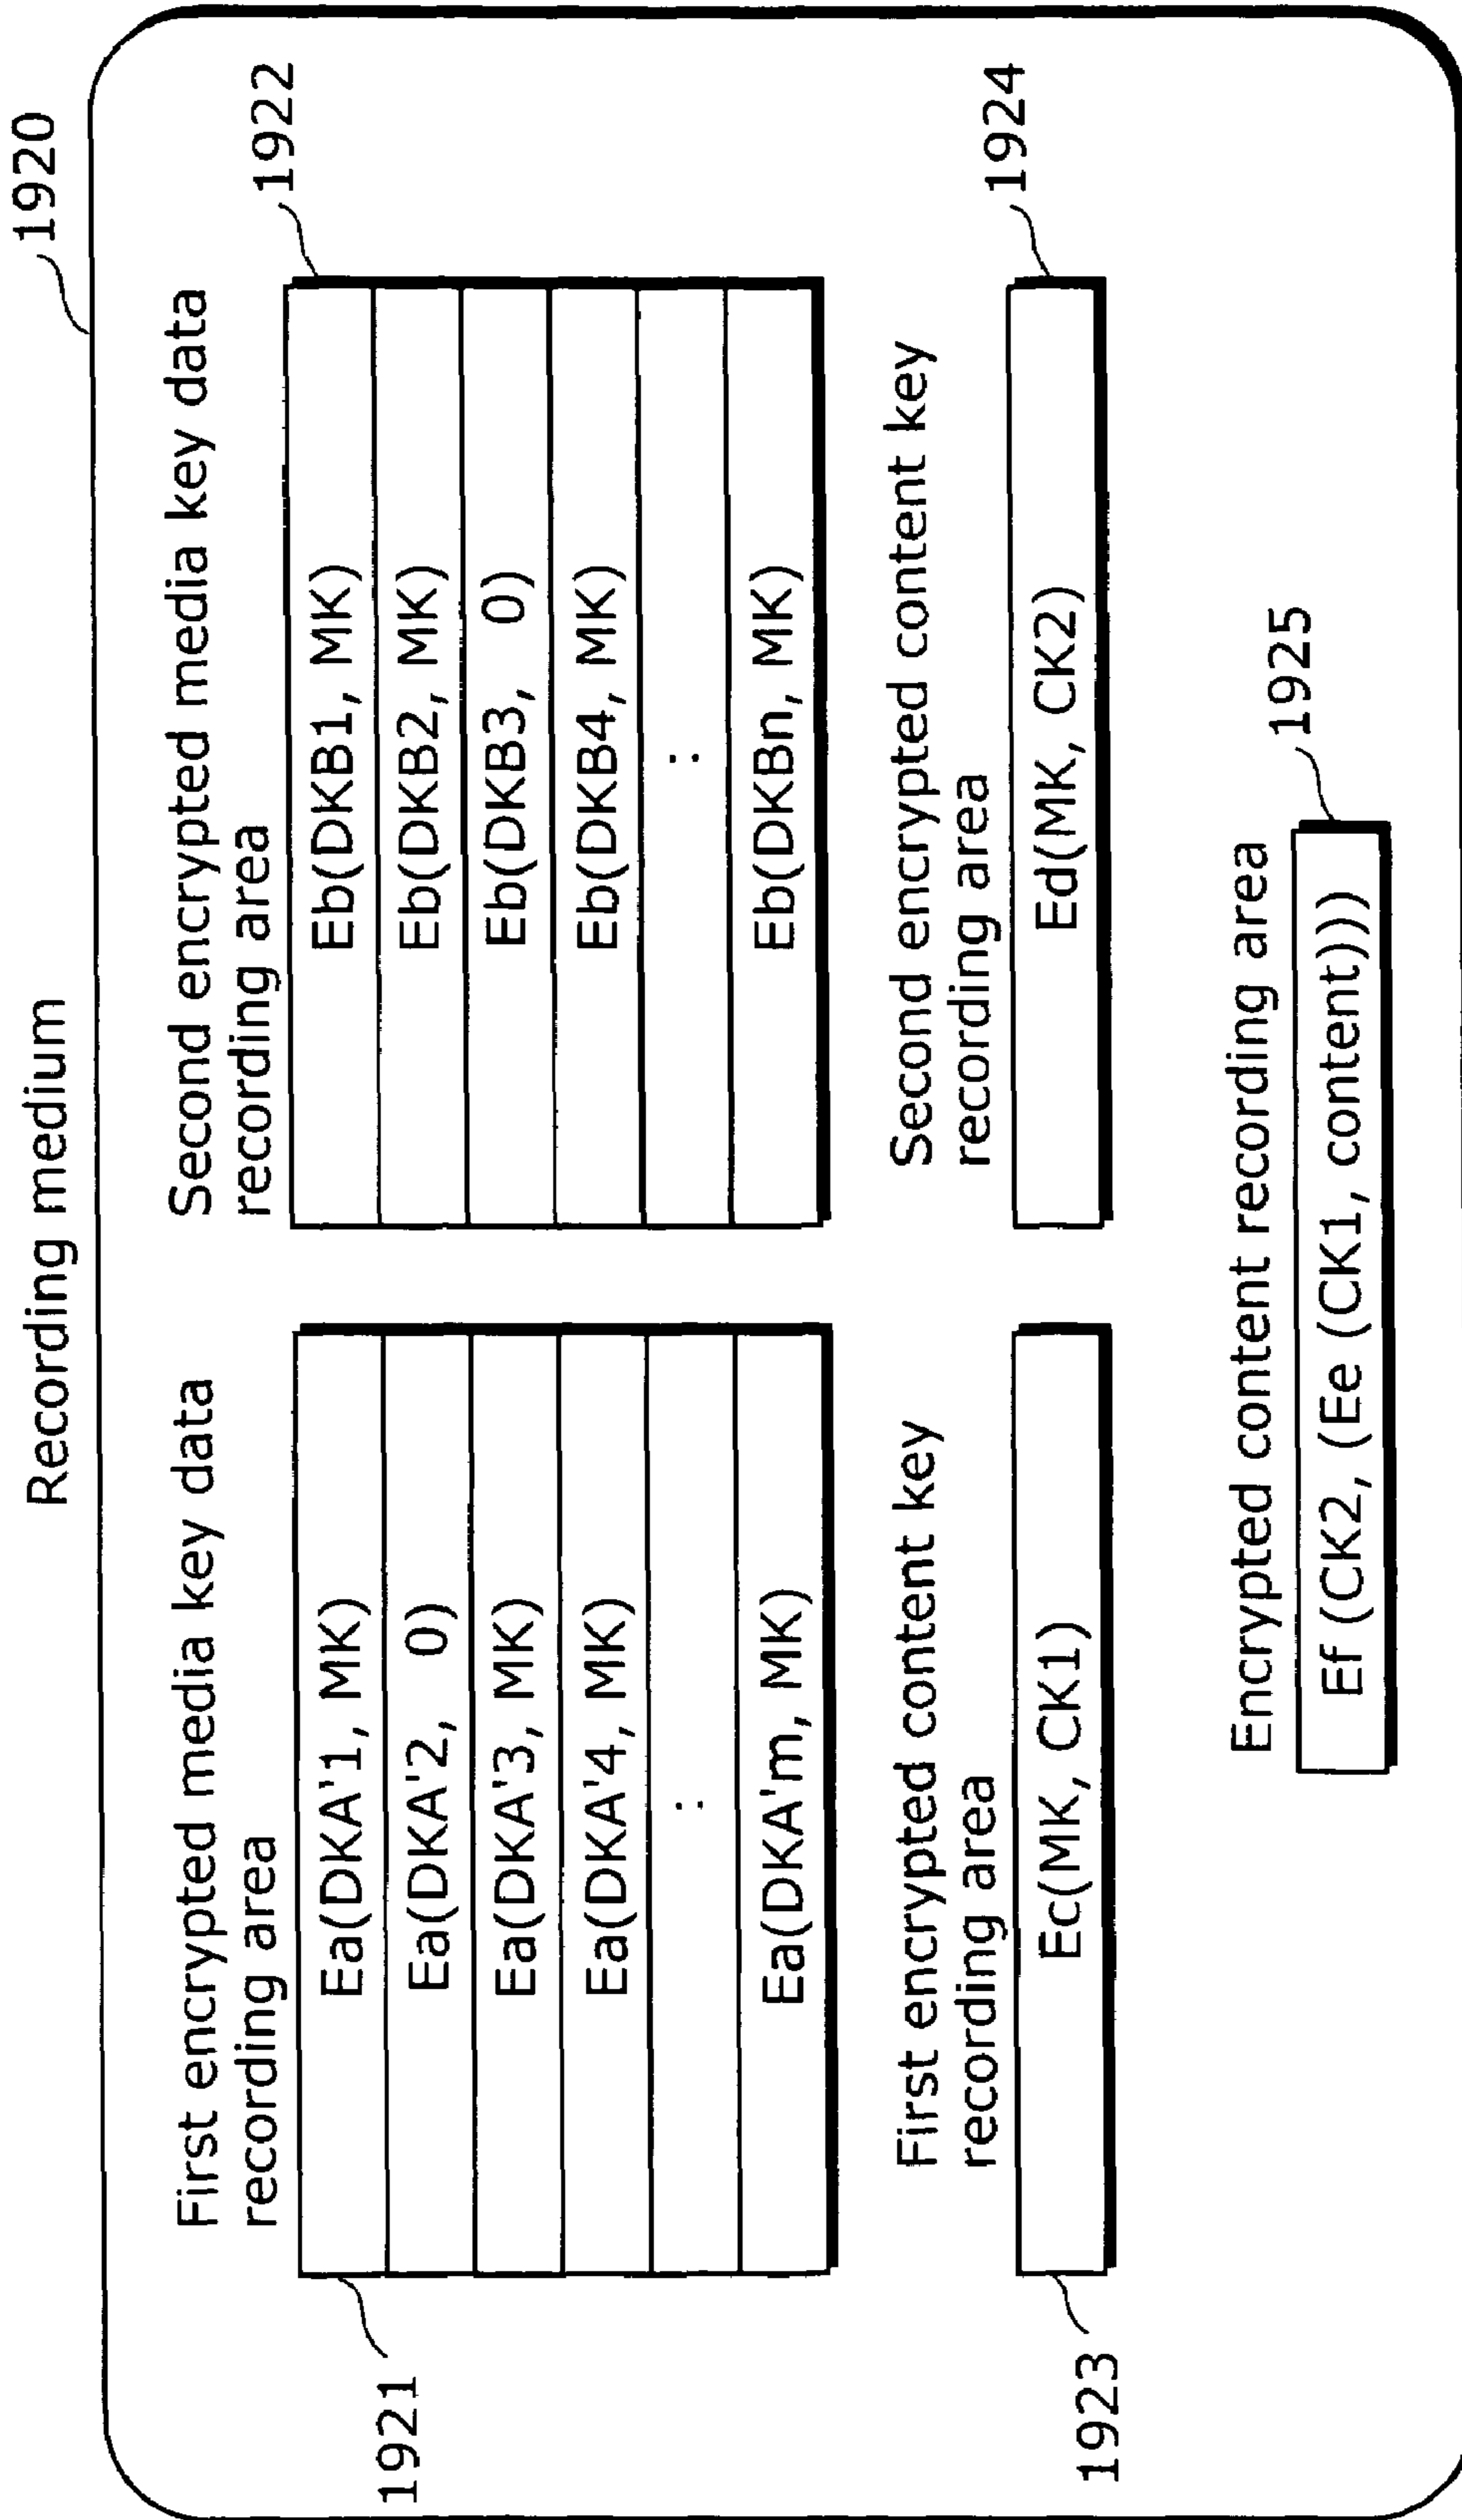 Recording medium
1920
First encrypted media key data
recording area
1921
Ea(DKA'1, MK)
Ea(DKA'2, 0)
Ea(DKA'3, MK)
Ea(DKA'4, MK)
:
Ea(DKA'm, MK)
Second encrypted media key data
recording area
1922
Eb(DKB1, MK)
Eb(DKB2, MK)
Eb(DKB3, 0)
Eb(DKB4, MK)
:
Eb(DKBn, MK)
First encrypted content key
recording area
1923
Ec(MK, CK1)
Second encrypted content key
recording area
1924
Ed(MK, CK2)
Encrypted content recording area
1925
Ef (CK2, (Ee (CK1, content))))